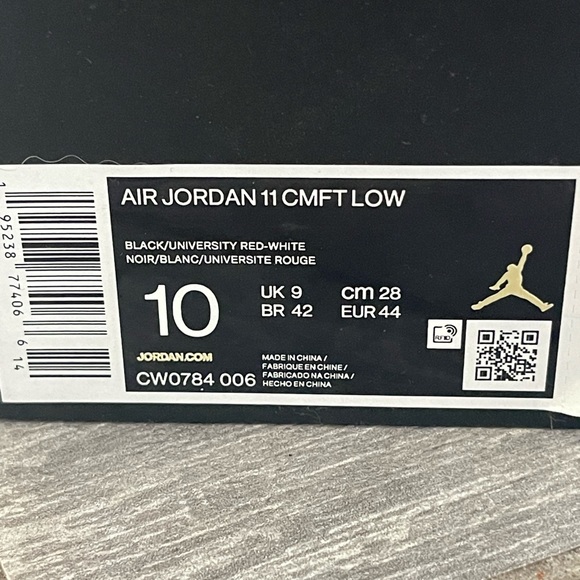 AIR JORDAN 11 CMFT LOW
BLACK/UNIVERSITY RED-WHITE
NOIR/BLANC/UNIVERSITE ROUGE
10
UK 9
cm 28
BR 42
EUR 44
JORDAN.COM
CW0784 006
MADE IN CHINA /
FABRIQUE EN CHINE /
FABRICADO NA CHINA /
HECHO EN CHINA
1 95238 77406 6 14